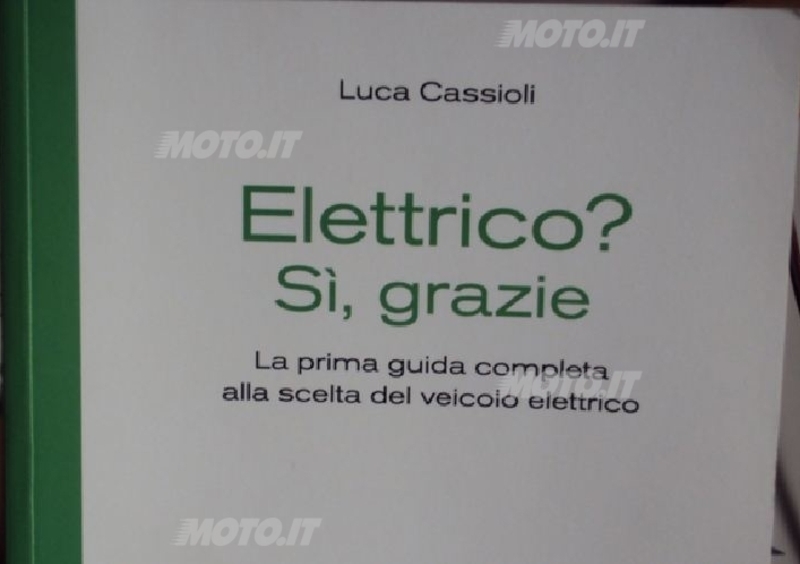 MOTO.IT
Luca Cassioli
MOTO.IT
Elettrico?
Sì, grazie
La prima guida completa
MOTO.IT
alla scelta del veicolo elettrico
MOTO.IT